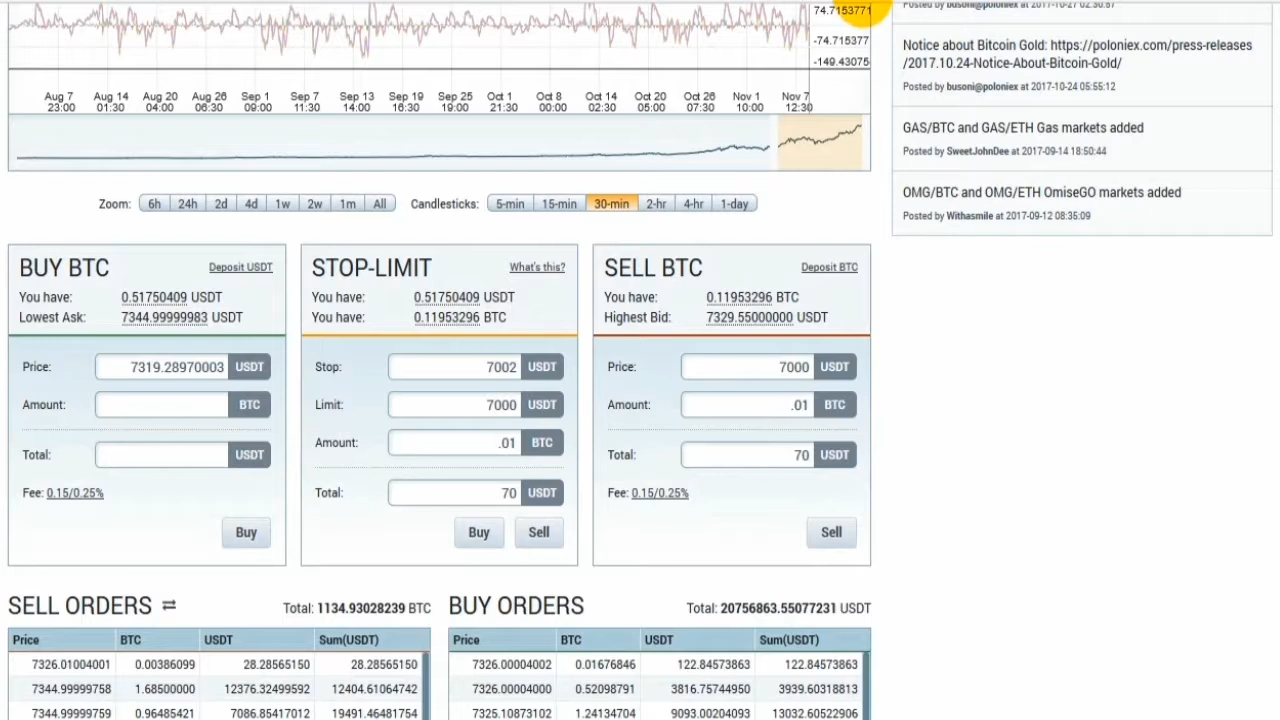 74.7153771
-74.715377
-149.43075
Aug 7 Aug 14 Aug 20 Aug 26 Sep 1 Sep 7 Sep 13 Sep 19 Sep 25 Oct 1 Oct 8 Oct 14 Oct 20 Oct 26 Nov 1 Nov 7
23:00 01:30 04:00 06:30 09:00 11:30 14:00 16:30 19:00 21:30 00:00 02:30 05:00 07:30 10:00 12:30
Zoom: 6h 24h 2d 4d 1w 2w 1m All Candlesticks: 5-min 15-min 30-min 2-hr 4-hr 1-day
Posted by busoni@poloniex at 2017-10-27 02:30:87
Notice about Bitcoin Gold: https://poloniex.com/press-releases
/2017.10.24-Notice-About-Bitcoin-Gold/
Posted by busoni@poloniex at 2017-10-24 05:55:12
GAS/BTC and GAS/ETH Gas markets added
Posted by SweetJohnDee at 2017-09-14 18:50:44
OMG/BTC and OMG/ETH OmiseGO markets added
Posted by Withasmile at 2017-09-12 08:35:09
BUY BTC Deposit USDT
You have: 0.51750409 USDT
Lowest Ask: 7344.99999983 USDT
Price: 7319.28970003 USDT
Amount: BTC
Total: USDT
Fee: 0.15/0.25%
Buy
STOP-LIMIT What's this?
You have: 0.51750409 USDT
You have: 0.11953296 BTC
Stop: 7002 USDT
Limit: 7000 USDT
Amount: .01 BTC
Total: 70 USDT
Buy Sell
SELL BTC Deposit BTC
You have: 0.11953296 BTC
Highest Bid: 7329.55000000 USDT
Price: 7000 USDT
Amount: .01 BTC
Total: 70 USDT
Fee: 0.15/0.25%
Sell
SELL ORDERS Total: 1134.93028239 BTC
Price BTC USDT Sum(USDT)
7326.01004001 0.00386099 28.28565150 28.28565150
7344.99999758 1.68500000 12376.32499592 12404.61064742
7344.99999759 0.96485421 7086.85417012 19491.46481754
BUY ORDERS Total: 20756863.55077231 USDT
Price BTC USDT Sum(USDT)
7326.00004002 0.01676846 122.84573863 122.84573863
7326.00004000 0.52098791 3816.75744950 3939.60318813
7325.10873102 1.24134704 9093.00204093 13032.60522906